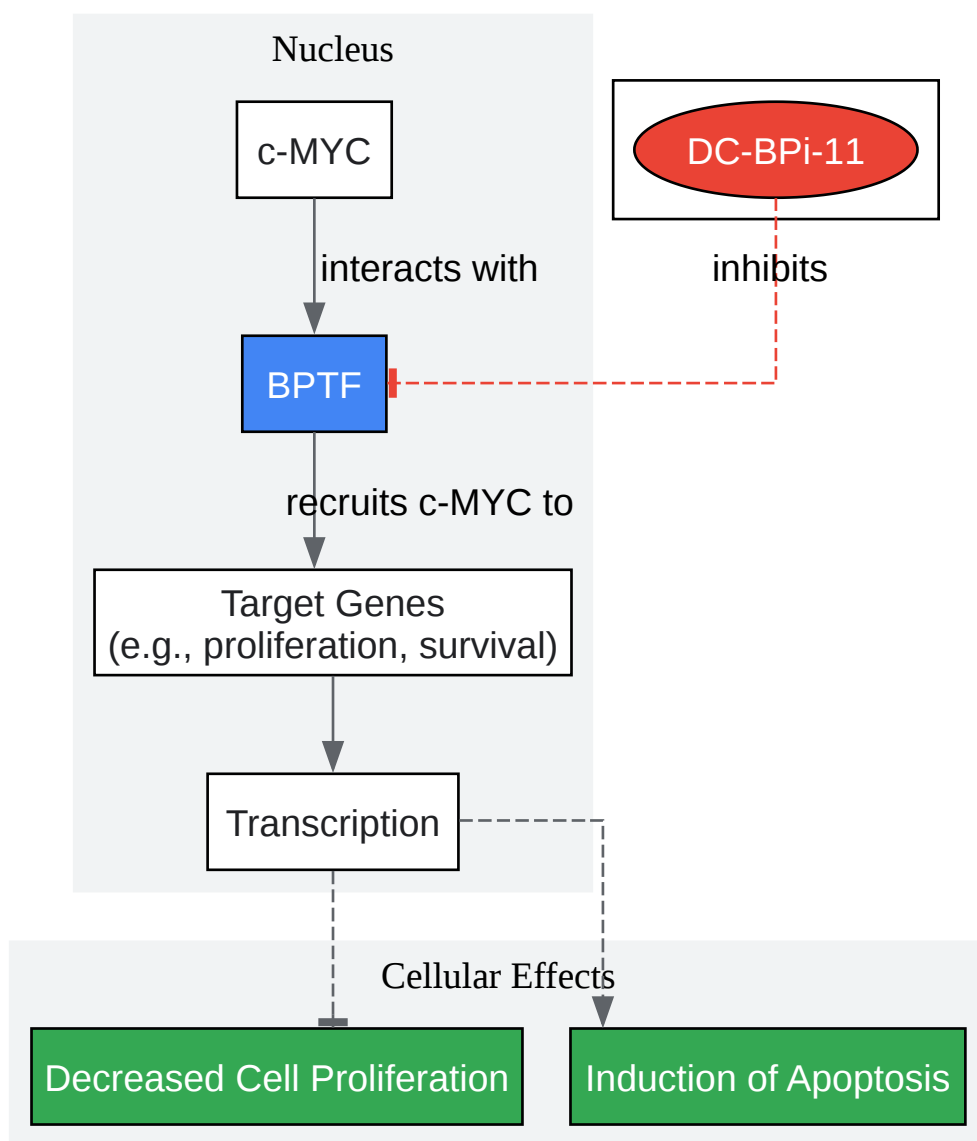 Nucleus
c-MYC
DC-BPi-11
interacts with
inhibits
BPTF
recruits c-MYC to
Target Genes
(e.g., proliferation, survival)
Transcription
Cellular Effects
Decreased Cell Proliferation
Induction of Apoptosis